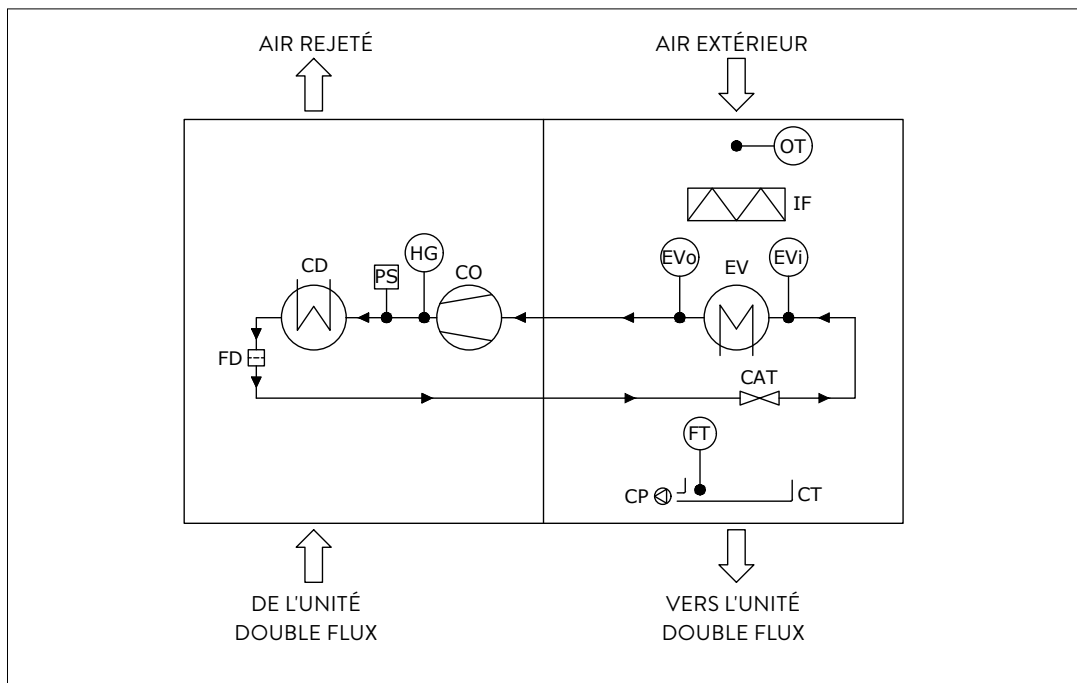 AIR REJETÉ
AIR EXTÉRIEUR
OT
IF
HG
EVo
EV
EVi
CD
PS
CO
FD
CAT
FT
CP
CT
DE L'UNITÉ
DOUBLE FLUX
VERS L'UNITÉ
DOUBLE FLUX